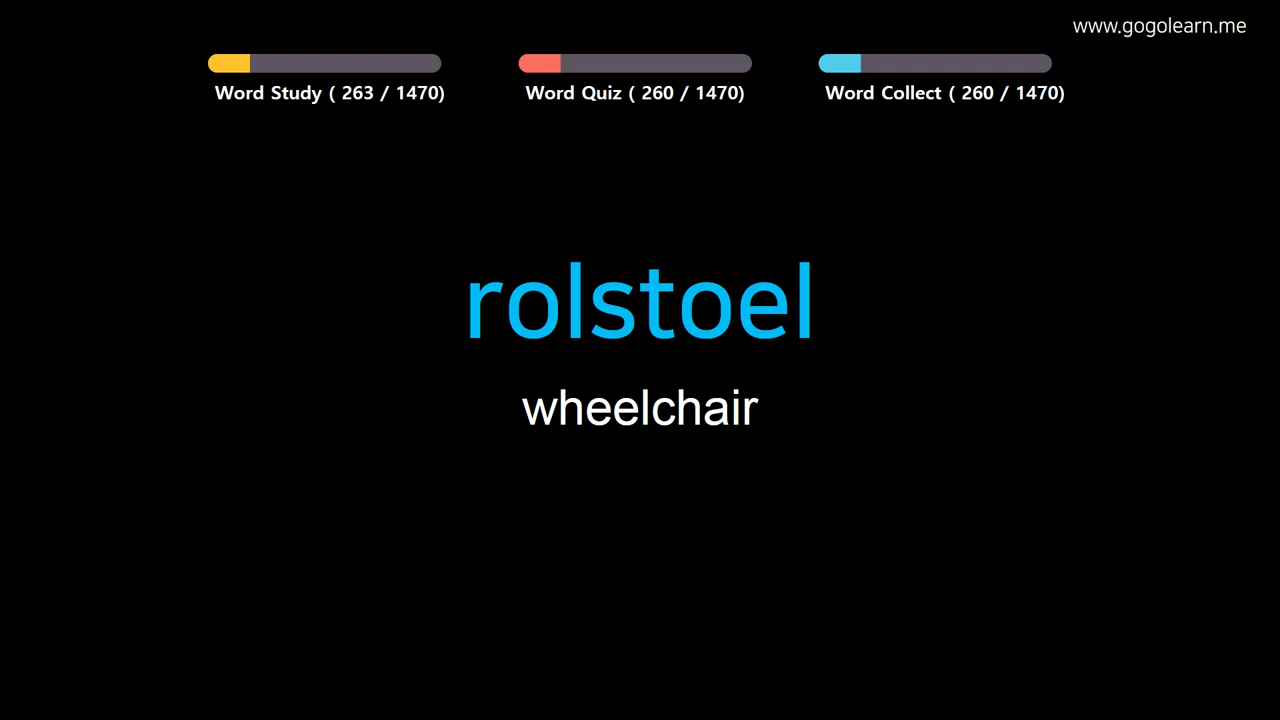 www.gogolearn.me
Word Study ( 263 / 1470)
Word Quiz ( 260 / 1470)
Word Collect ( 260 / 1470)
rolstoel
wheelchair